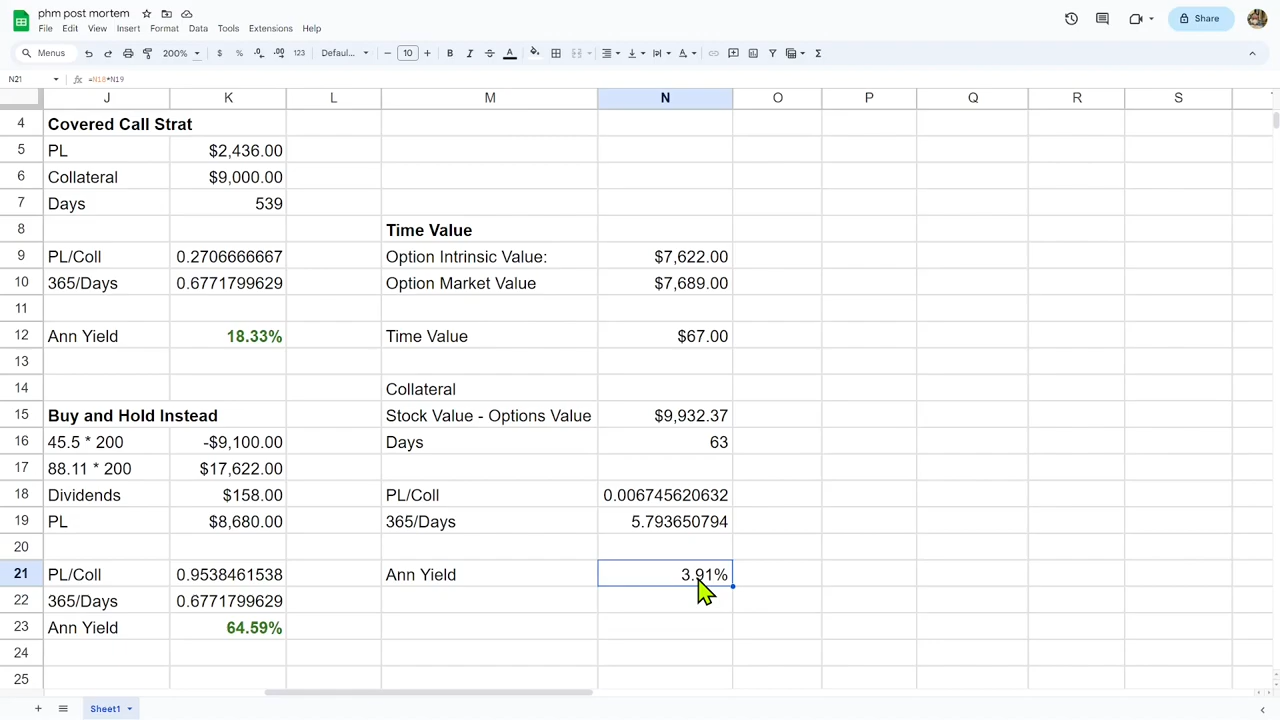 phm post mortem
File Edit View Insert Format Data Tools Extensions Help
Share
Menus 200% $ % .0 .00 123 Defaul... 10 B I S A
N21 fx =N18*N19
J K L M N O P Q R S
4 Covered Call Strat
5 PL $2,436.00
6 Collateral $9,000.00
7 Days 539
8 Time Value
9 PL/Coll 0.2706666667 Option Intrinsic Value: $7,622.00
10 365/Days 0.6771799629 Option Market Value $7,689.00
11
12 Ann Yield 18.33% Time Value $67.00
13
14 Collateral
15 Buy and Hold Instead Stock Value - Options Value $9,932.37
16 45.5 * 200 -$9,100.00 Days 63
17 88.11 * 200 $17,622.00
18 Dividends $158.00 PL/Coll 0.006745620632
19 PL $8,680.00 365/Days 5.793650794
20
21 PL/Coll 0.9538461538 Ann Yield 3.91%
22 365/Days 0.6771799629
23 Ann Yield 64.59%
24
25
Sheet1